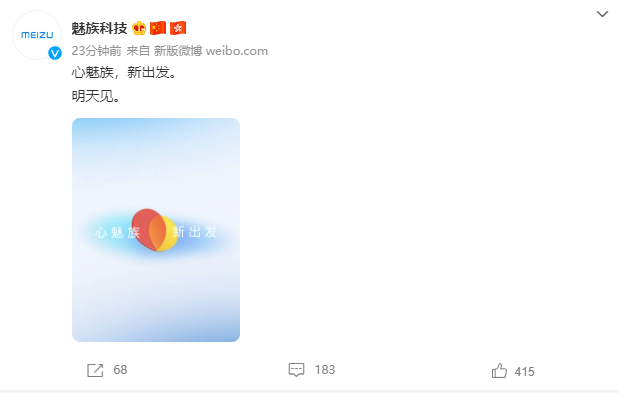 MEIZU
魅族科技
23分钟前 来自 新版微博 weibo.com
心魅族，新出发。
明天见。
心魅族 新出发
68
183
415